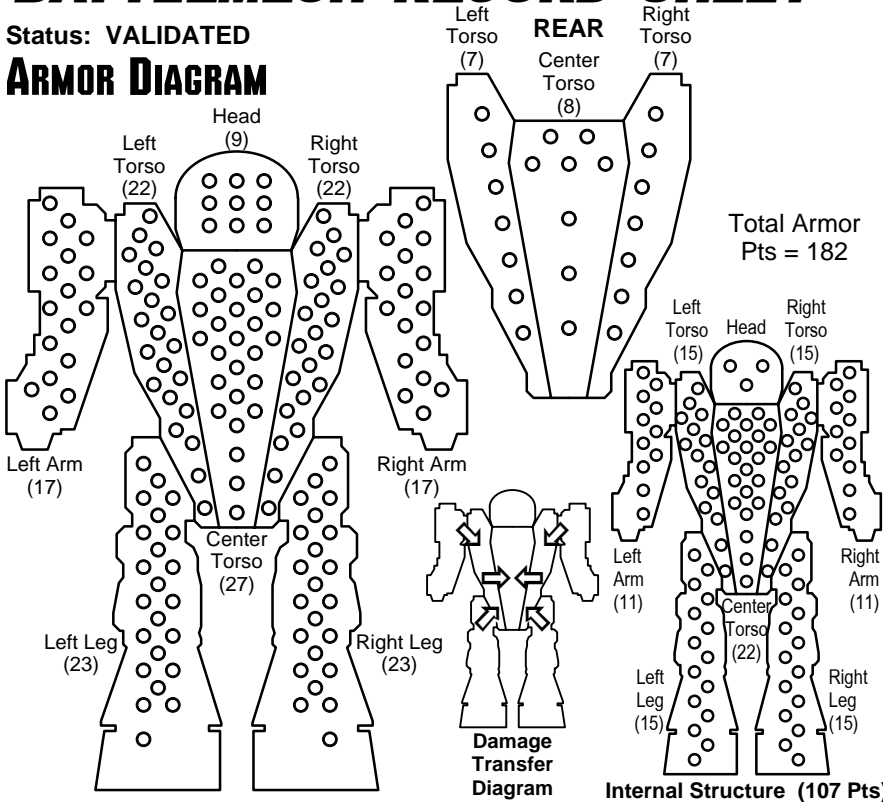 BATTLEMECH RECORD SHEET
Status: VALIDATED
ARMOR DIAGRAM
Head
(9)
Left
Torso
(22)
Right
Torso
(22)
Left Arm
(17)
Right Arm
(17)
Center
Torso
(27)
Left Leg
(23)
Right Leg
(23)
REAR
Left
Torso
(7)
Center
Torso
(8)
Right
Torso
(7)
Total Armor
Pts = 182
Left
Torso
(15)
Head
Right
Torso
(15)
Left
Arm
(11)
Right
Arm
(11)
Center
Torso
(22)
Left
Leg
(15)
Right
Leg
(15)
Damage
Transfer
Diagram
Internal Structure (107 Pts)